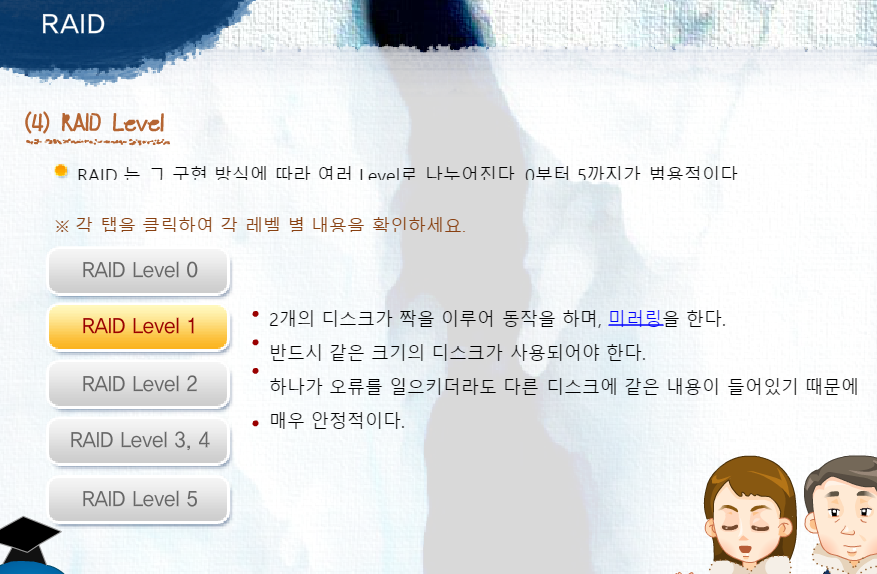 RAID
(4) RAID Level
RAID 는 그 구현 방식에 따라 여러 Level로 나누어진다. 0부터 5까지가 범용적이다
※ 각 탭을 클릭하여 각 레벨 별 내용을 확인하세요.
RAID Level 0
RAID Level 1
RAID Level 2
RAID Level 3, 4
RAID Level 5
2개의 디스크가 짝을 이루어 동작을 하며, 미러링을 한다.
반드시 같은 크기의 디스크가 사용되어야 한다.
하나가 오류를 일으키더라도 다른 디스크에 같은 내용이 들어있기 때문에
매우 안정적이다.